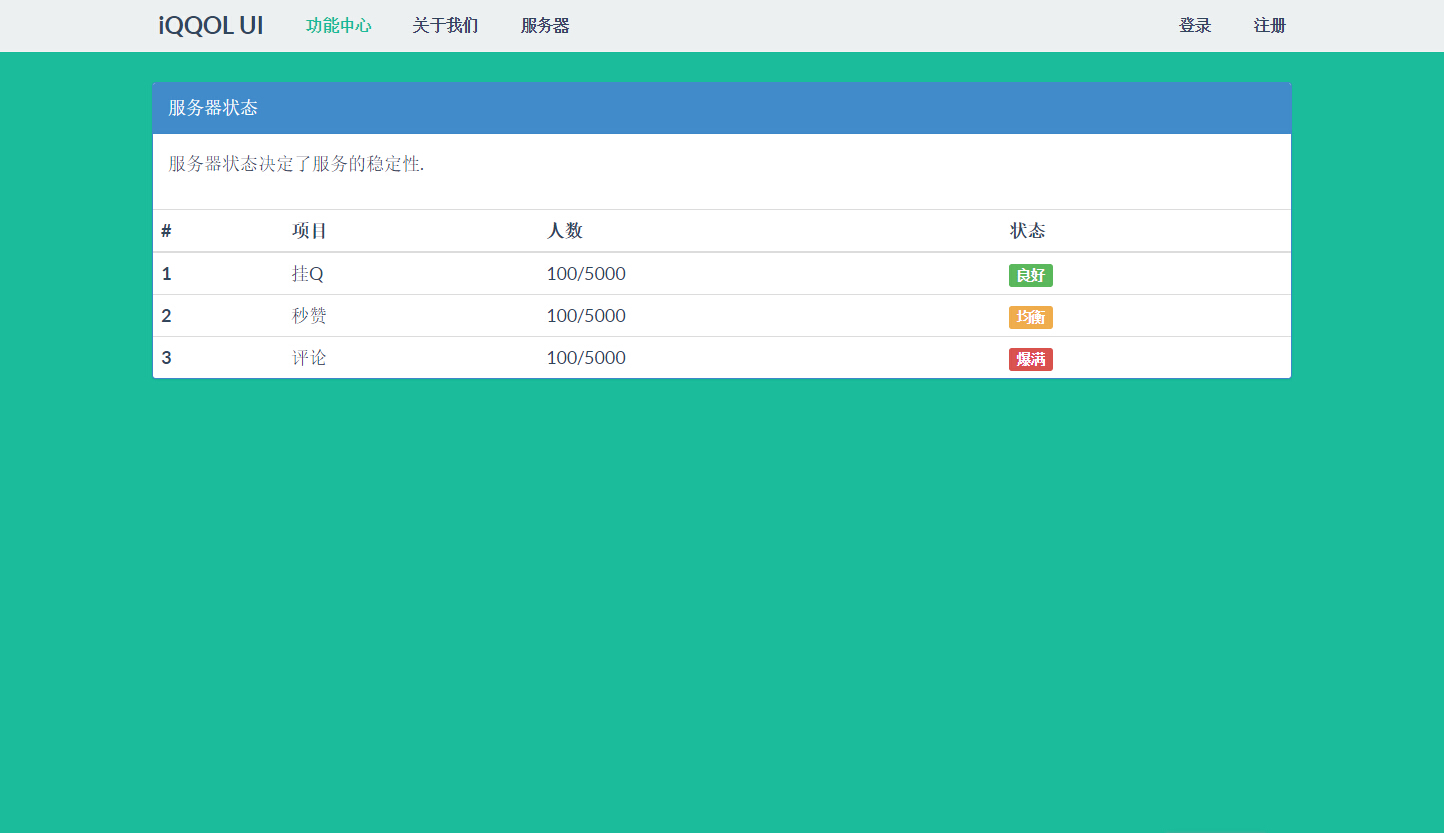 iQQOL UI 功能中心 关于我们 服务器 登录 注册
服务器状态
服务器状态决定了服务的稳定性.
# 项目 人数 状态
1 挂Q 100/5000 良好
2 秒赞 100/5000 均衡
3 评论 100/5000 爆满